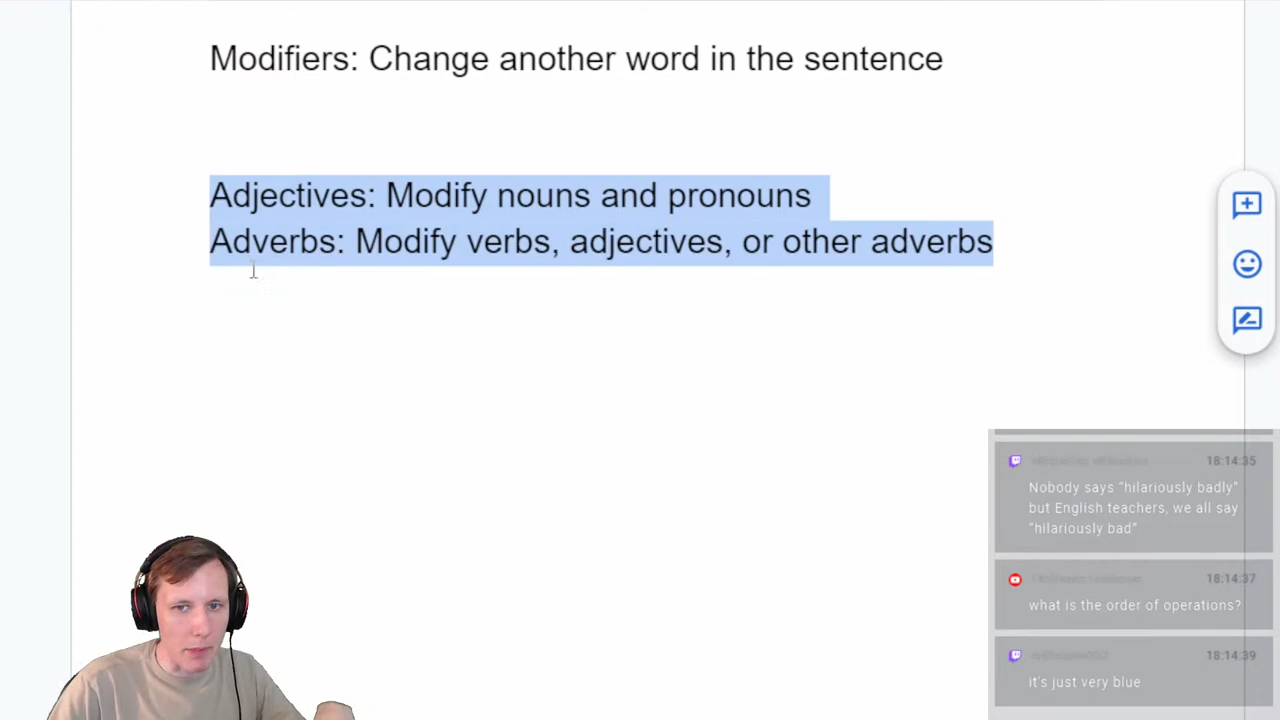 Modifiers: Change another word in the sentence
Adjectives: Modify nouns and pronouns
Adverbs: Modify verbs, adjectives, or other adverbs
18:14:35
Nobody says "hilariously badly"
but English teachers, we all say
"hilariously bad"
18:14:37
what is the order of operations?
18:14:39
it's just very blue